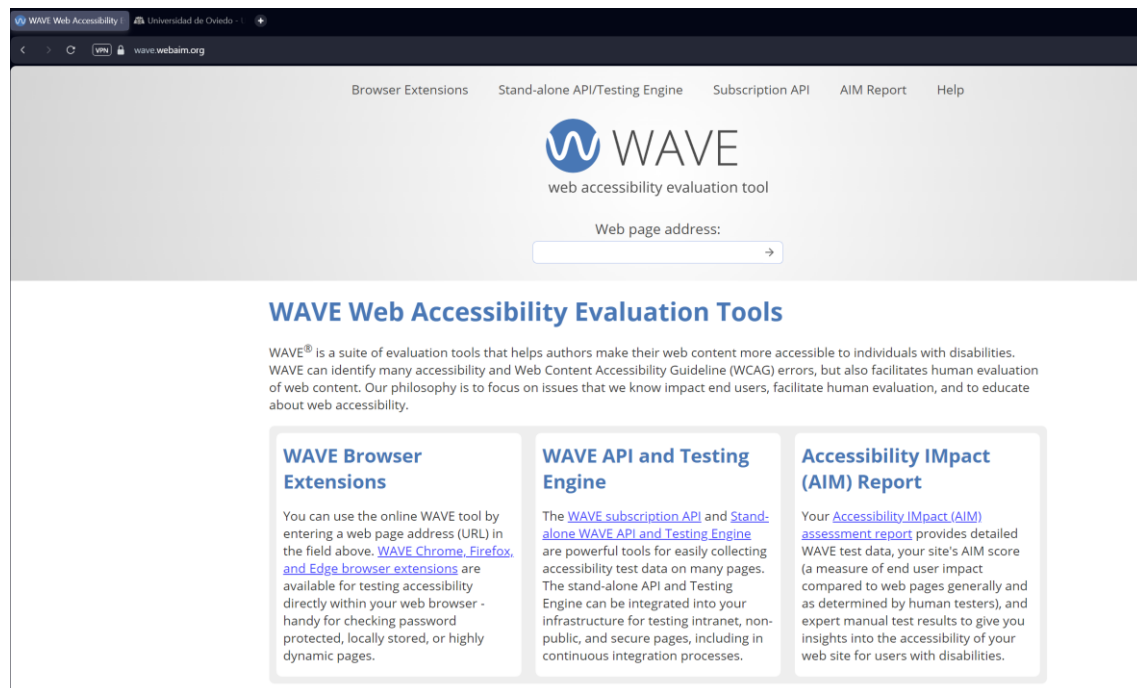 WAVE Web Accessibility E
Universidad de Oviedo - U
VPN wave.webaim.org
Browser Extensions Stand-alone API/Testing Engine Subscription API AIM Report Help
WAVE
web accessibility evaluation tool
Web page address:
WAVE Web Accessibility Evaluation Tools
WAVE® is a suite of evaluation tools that helps authors make their web content more accessible to individuals with disabilities.
WAVE can identify many accessibility and Web Content Accessibility Guideline (WCAG) errors, but also facilitates human evaluation
of web content. Our philosophy is to focus on issues that we know impact end users, facilitate human evaluation, and to educate
about web accessibility.
WAVE Browser
Extensions
You can use the online WAVE tool by
entering a web page address (URL) in
the field above. WAVE Chrome, Firefox,
and Edge browser extensions are
available for testing accessibility
directly within your web browser -
handy for checking password
protected, locally stored, or highly
dynamic pages.
WAVE API and Testing
Engine
The WAVE subscription API and Stand-
alone WAVE API and Testing Engine
are powerful tools for easily collecting
accessibility test data on many pages.
The stand-alone API and Testing
Engine can be integrated into your
infrastructure for testing intranet, non-
public, and secure pages, including in
continuous integration processes.
Accessibility IMpact
(AIM) Report
Your Accessibility IMpact (AIM)
assessment report provides detailed
WAVE test data, your site's AIM score
(a measure of end user impact
compared to web pages generally and
as determined by human testers), and
expert manual test results to give you
insights into the accessibility of your
web site for users with disabilities.